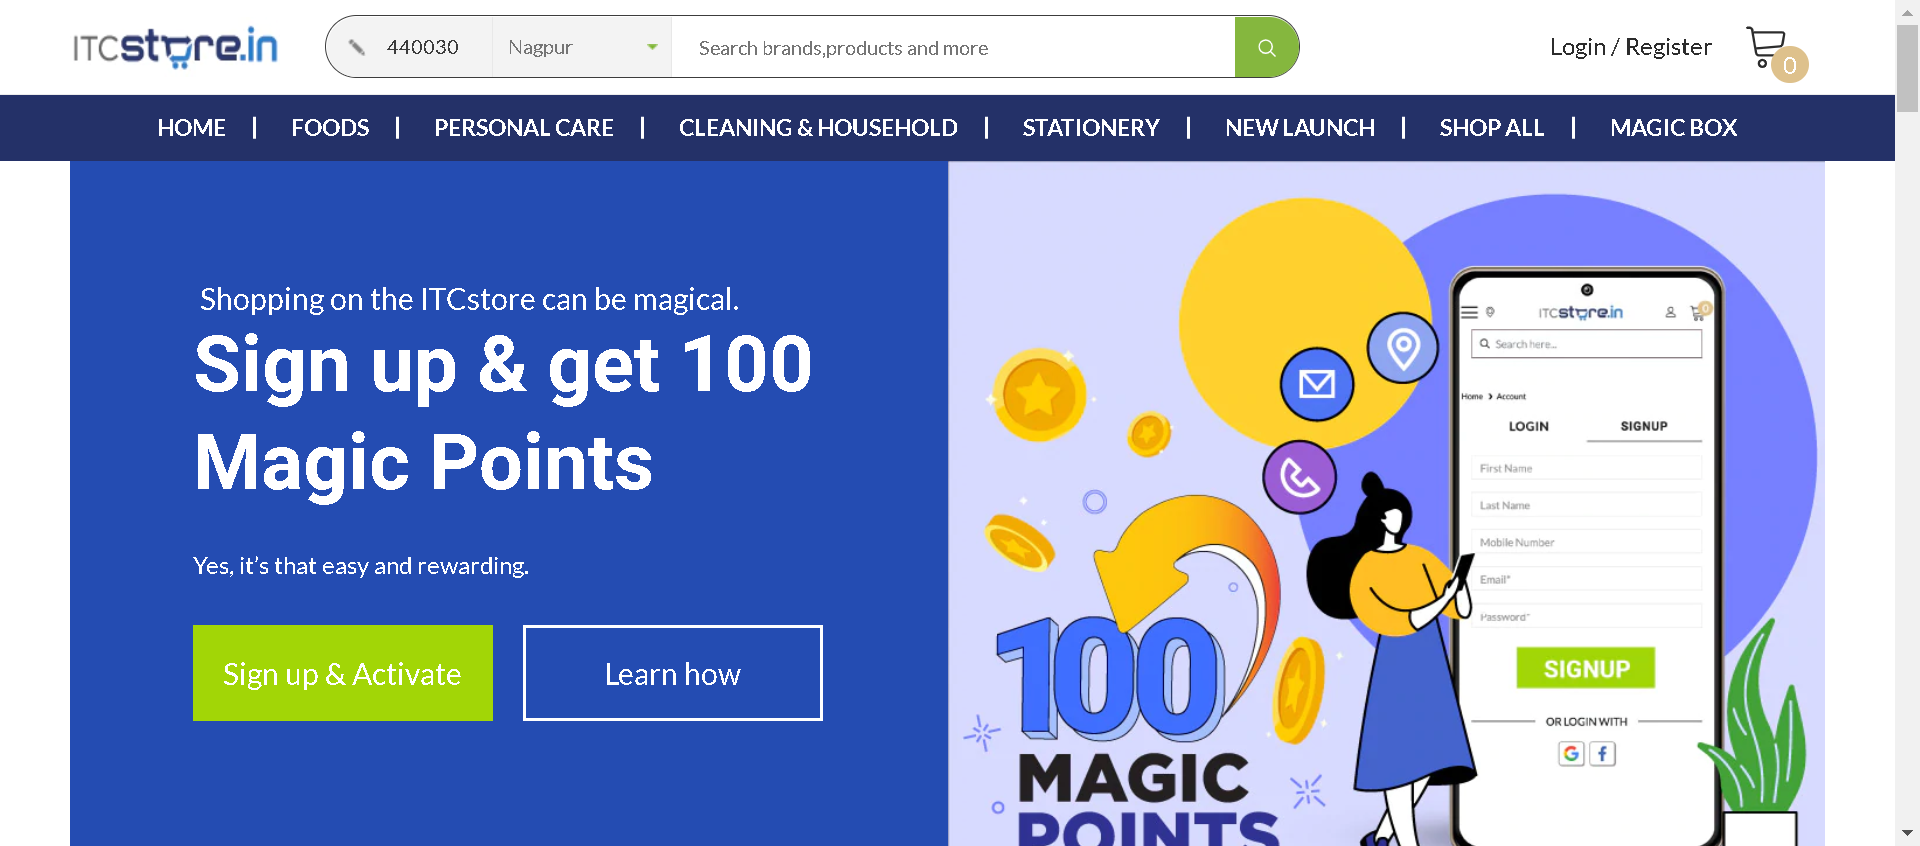 ITCstore.in
440030
Nagpur
Search brands,products and more
Login / Register
0
HOME | FOODS | PERSONAL CARE | CLEANING & HOUSEHOLD | STATIONERY | NEW LAUNCH | SHOP ALL | MAGIC BOX
Shopping on the ITCstore can be magical.
Sign up & get 100
Magic Points
Yes, it's that easy and rewarding.
Sign up & Activate
Learn how
100
MAGIC
POINTS
ITCstore.in
0
Search here...
Home > Account
LOGIN
SIGNUP
First Name
Last Name
Mobile Number
Email*
Password*
SIGNUP
OR LOGIN WITH
G f